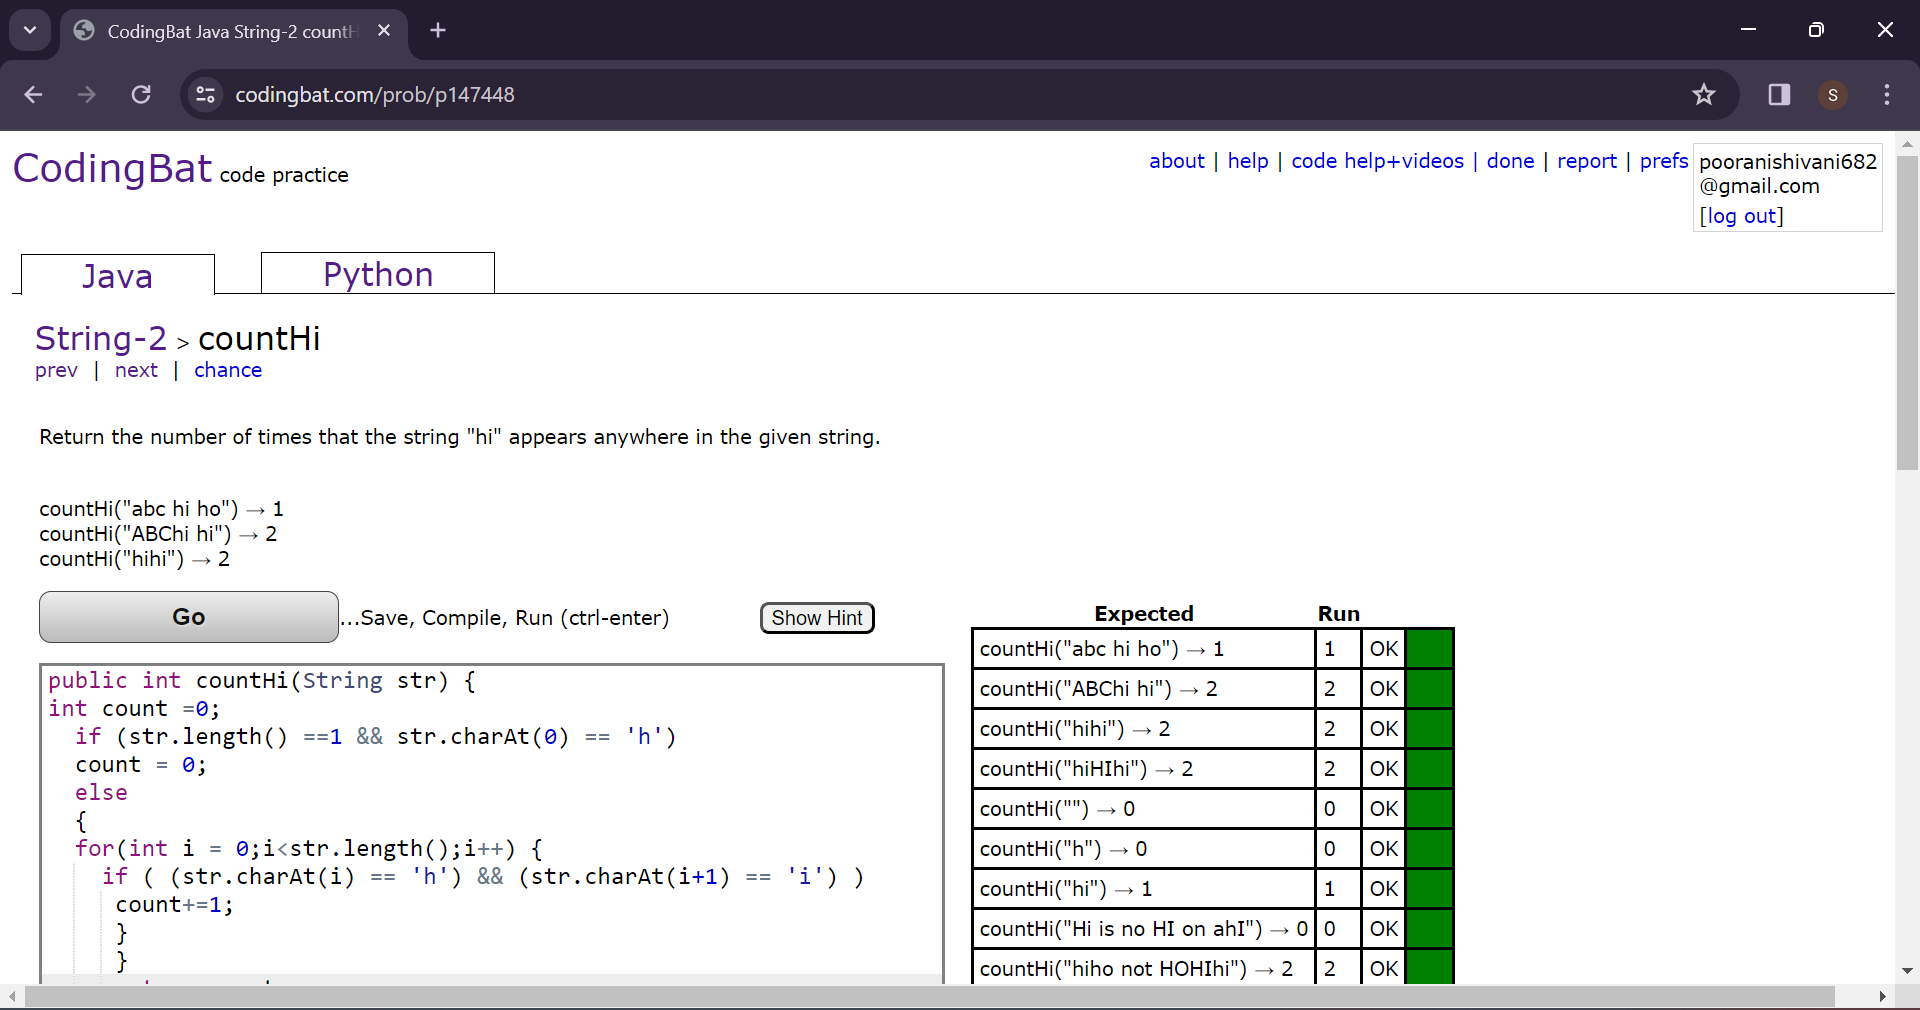 CodingBat Java String-2 countH
codingbat.com/prob/p147448
S
CodingBat code practice
about | help | code help+videos | done | report | prefs
pooranishivani682
@gmail.com
[log out]
Java
Python
String-2 > countHi
prev | next | chance
Return the number of times that the string "hi" appears anywhere in the given string.
countHi("abc hi ho") → 1
countHi("ABChi hi") → 2
countHi("hihi") → 2
Go
...Save, Compile, Run (ctrl-enter)
Show Hint
public int countHi(String str) {
int count =0;
if (str.length() ==1 && str.charAt(0) == 'h')
count = 0;
else
{
for(int i = 0;i<str.length();i++) {
if ( (str.charAt(i) == 'h') && (str.charAt(i+1) == 'i') )
count+=1;
}
}
Expected Run
countHi("abc hi ho") → 1 1 OK
countHi("ABChi hi") → 2 2 OK
countHi("hihi") → 2 2 OK
countHi("hiHIhi") → 2 2 OK
countHi("") → 0 0 OK
countHi("h") → 0 0 OK
countHi("hi") → 1 1 OK
countHi("Hi is no HI on ahI") → 0 0 OK
countHi("hiho not HOHIhi") → 2 2 OK